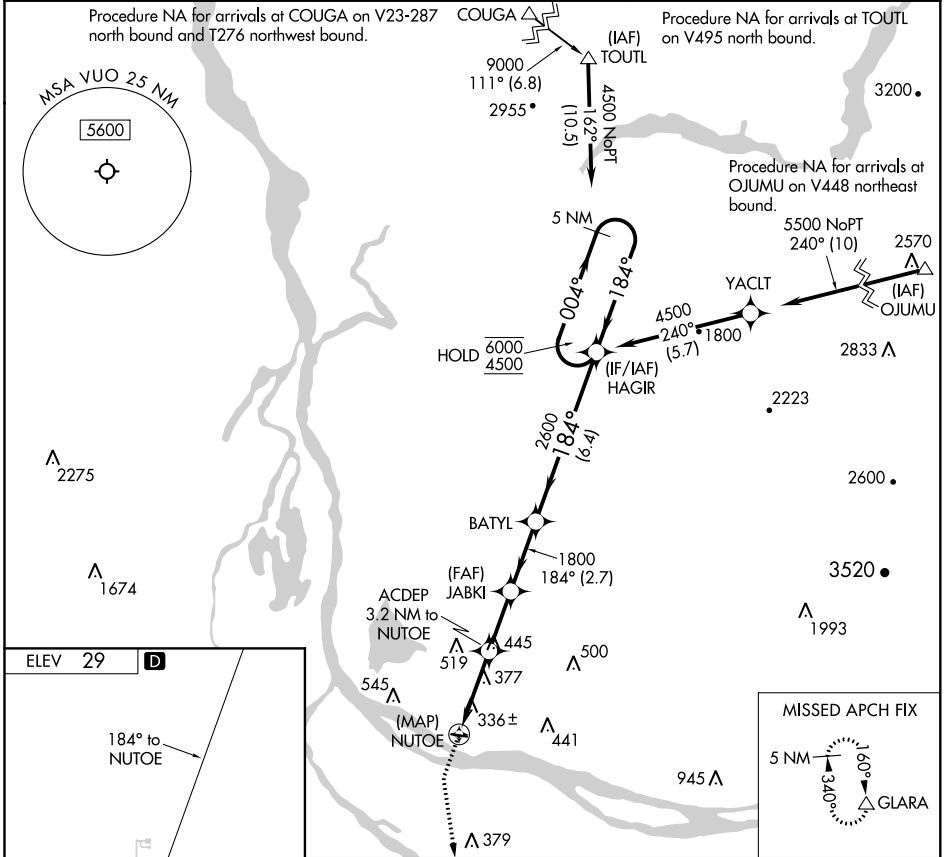 Procedure NA for arrivals at COUGA on V23-287
north bound and T276 northwest bound.
COUGA
Procedure NA for arrivals at TOUTL
on V495 north bound.
(IAF)
TOUTL
9000
111° (6.8)
2955
4500 NoPT
162°
(10.5)
3200
MSA VUO 25 NM
5600
Procedure NA for arrivals at
OJUMU on V448 northeast
bound.
5 NM
5500 NoPT
240° (10)
2570
(IAF)
OJUMU
YACLT
004°
184°
4500
240°
(5.7)
1800
HOLD
6000
4500
(IF/IAF)
HAGIR
2833
2223
2600
184°
(6.4)
2275
2600
BATYL
1800
184° (2.7)
(FAF)
JABKI
3520
1674
ACDEP
3.2 NM to
NUTOE
1993
519
445
500
377
545
336±
441
(MAP)
NUTOE
945
379
ELEV 29
D
184° to
NUTOE
MISSED APCH FIX
5 NM
160°
340°
GLARA